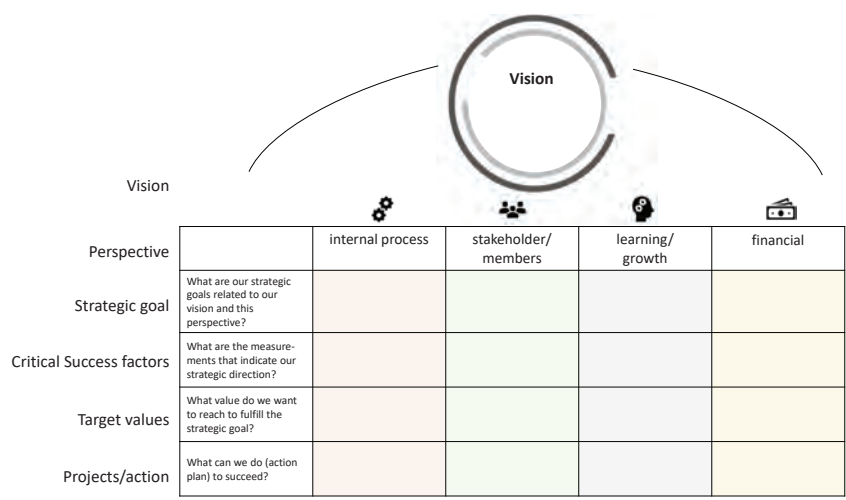 Vision
Vision
Perspective
internal process
stakeholder/
members
learning/
growth
financial
Strategic goal
What are our strategic
goals related to our
vision and this
perspective?
Critical Success factors
What are the measure-
ments that indicate our
strategic direction?
Target values
What value do we want
to reach to fulfill the
strategic goal?
Projects/action
What can we do (action
plan) to succeed?